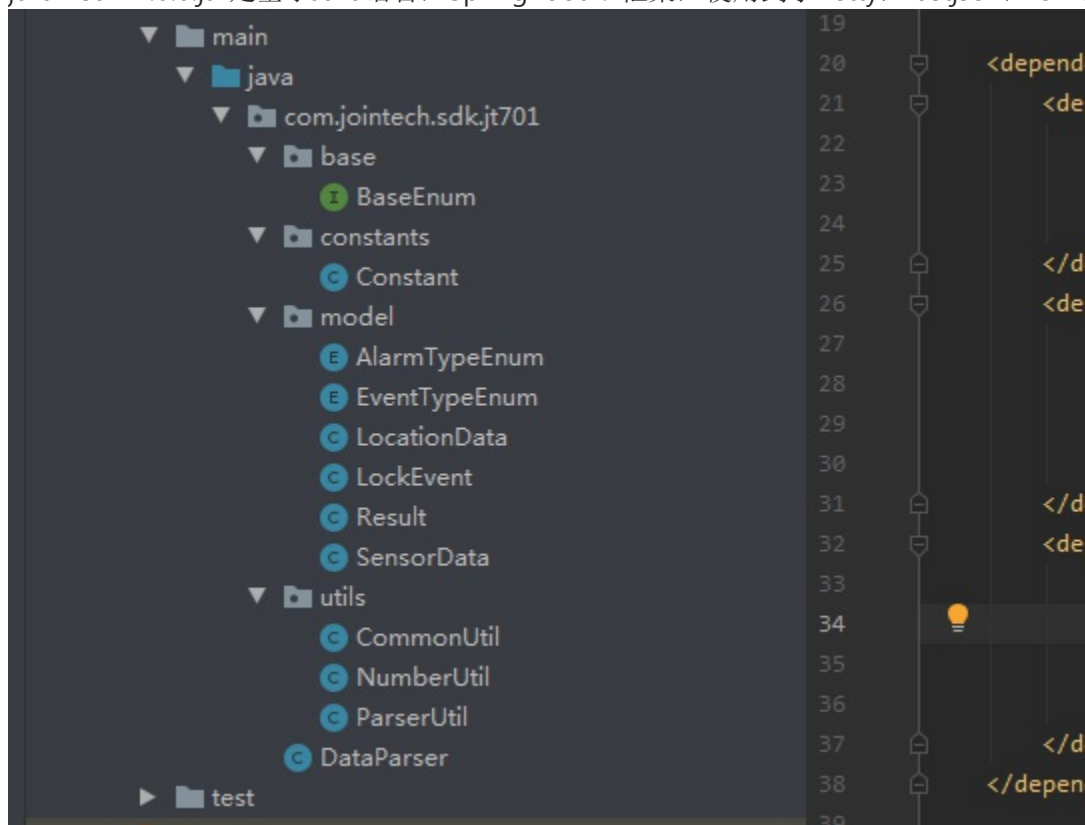 main
java
com.jointech.sdk.jt701
base
BaseEnum
constants
Constant
model
AlarmTypeEnum
EventTypeEnum
LocationData
LockEvent
Result
SensorData
utils
CommonUtil
NumberUtil
ParserUtil
DataParser
test
19
20 <depend
21 <de
22
23
24
25 </d
26 <de
27
28
29
30
31 </d
32 <de
33
34
35
36
37 </d
38 </depen
39